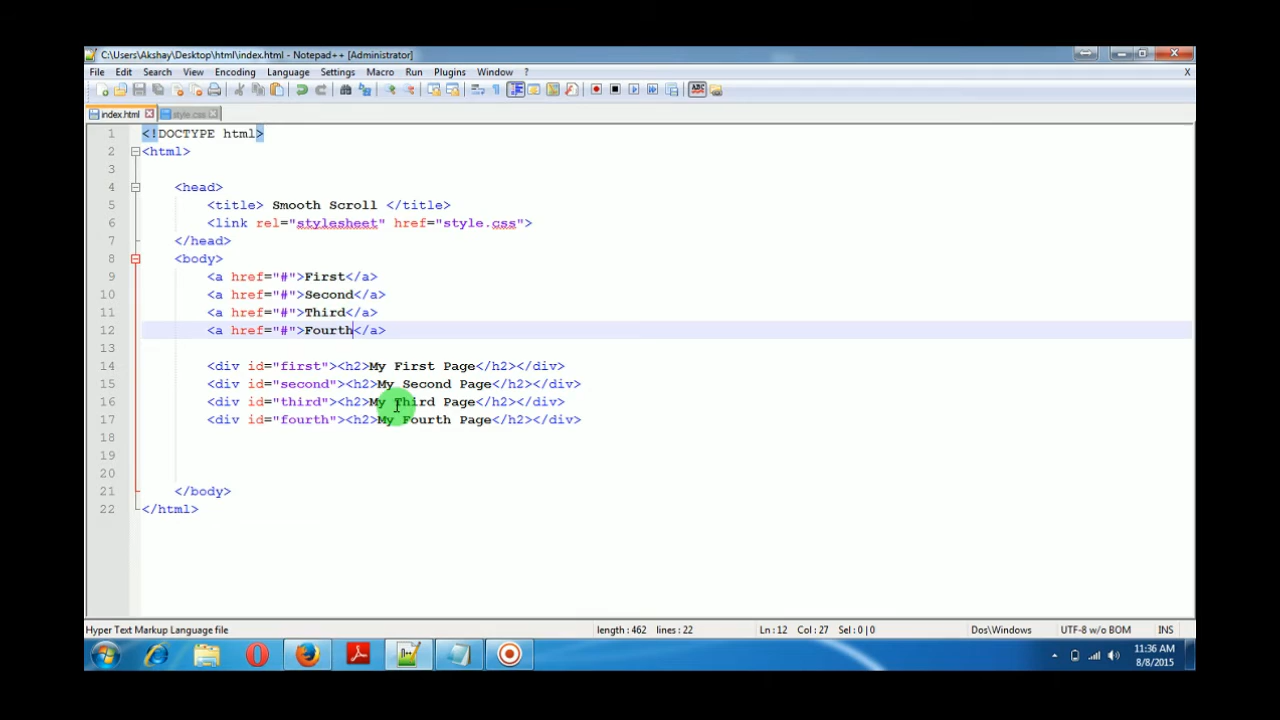 C:\Users\Akshay\Desktop\html\index.html - Notepad++ [Administrator]
File Edit Search View Encoding Language Settings Macro Run Plugins Window ? X
index.html style.css
1 <!DOCTYPE html>
2 <html>
3
4 <head>
5 <title> Smooth Scroll </title>
6 <link rel="stylesheet" href="style.css">
7 </head>
8 <body>
9 <a href="#">First</a>
10 <a href="#">Second</a>
11 <a href="#">Third</a>
12 <a href="#">Fourth</a>
13
14 <div id="first"><h2>My First Page</h2></div>
15 <div id="second"><h2>My Second Page</h2></div>
16 <div id="third"><h2>My Third Page</h2></div>
17 <div id="fourth"><h2>My Fourth Page</h2></div>
18
19
20
21 </body>
22 </html>
Hyper Text Markup Language file length : 462 lines : 22 Ln : 12 Col : 27 Sel : 0 | 0 Dos\Windows UTF-8 w/o BOM INS
11:36 AM
8/8/2015